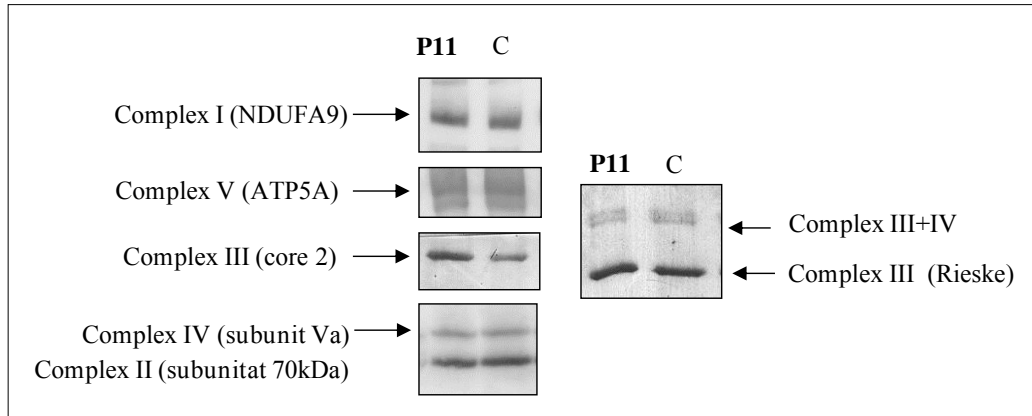 P11 C
Complex I (NDUFA9)
Complex V (ATP5A)
Complex III (core 2)
Complex IV (subunit Va)
Complex II (subunitat 70kDa)
P11 C
Complex III+IV
Complex III (Rieske)